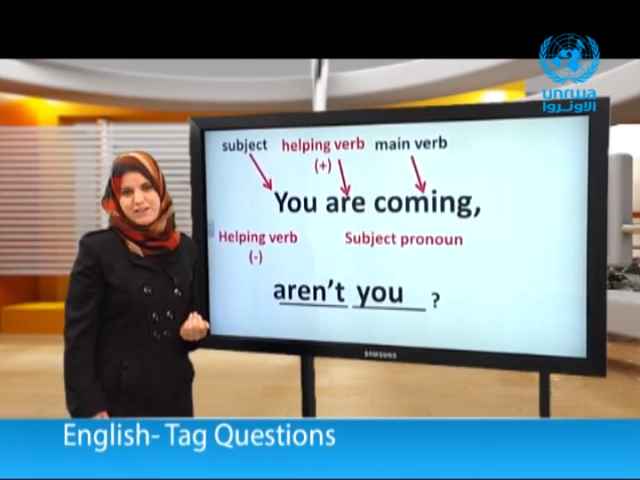 unrwa
الأونروا
subject helping verb main verb
(+)
You are coming,
Helping verb Subject pronoun
(-)
aren't you ?
SAMSUNG
English- Tag Questions